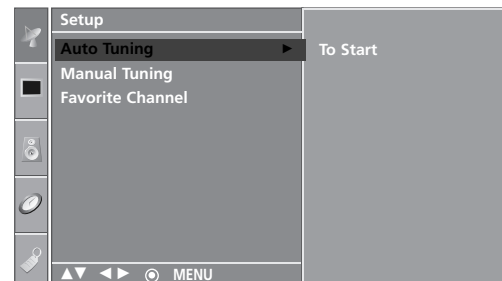 Setup
Auto Tuning ► To Start
Manual Tuning
Favorite Channel
▲▼ ◄► ⦿ MENU